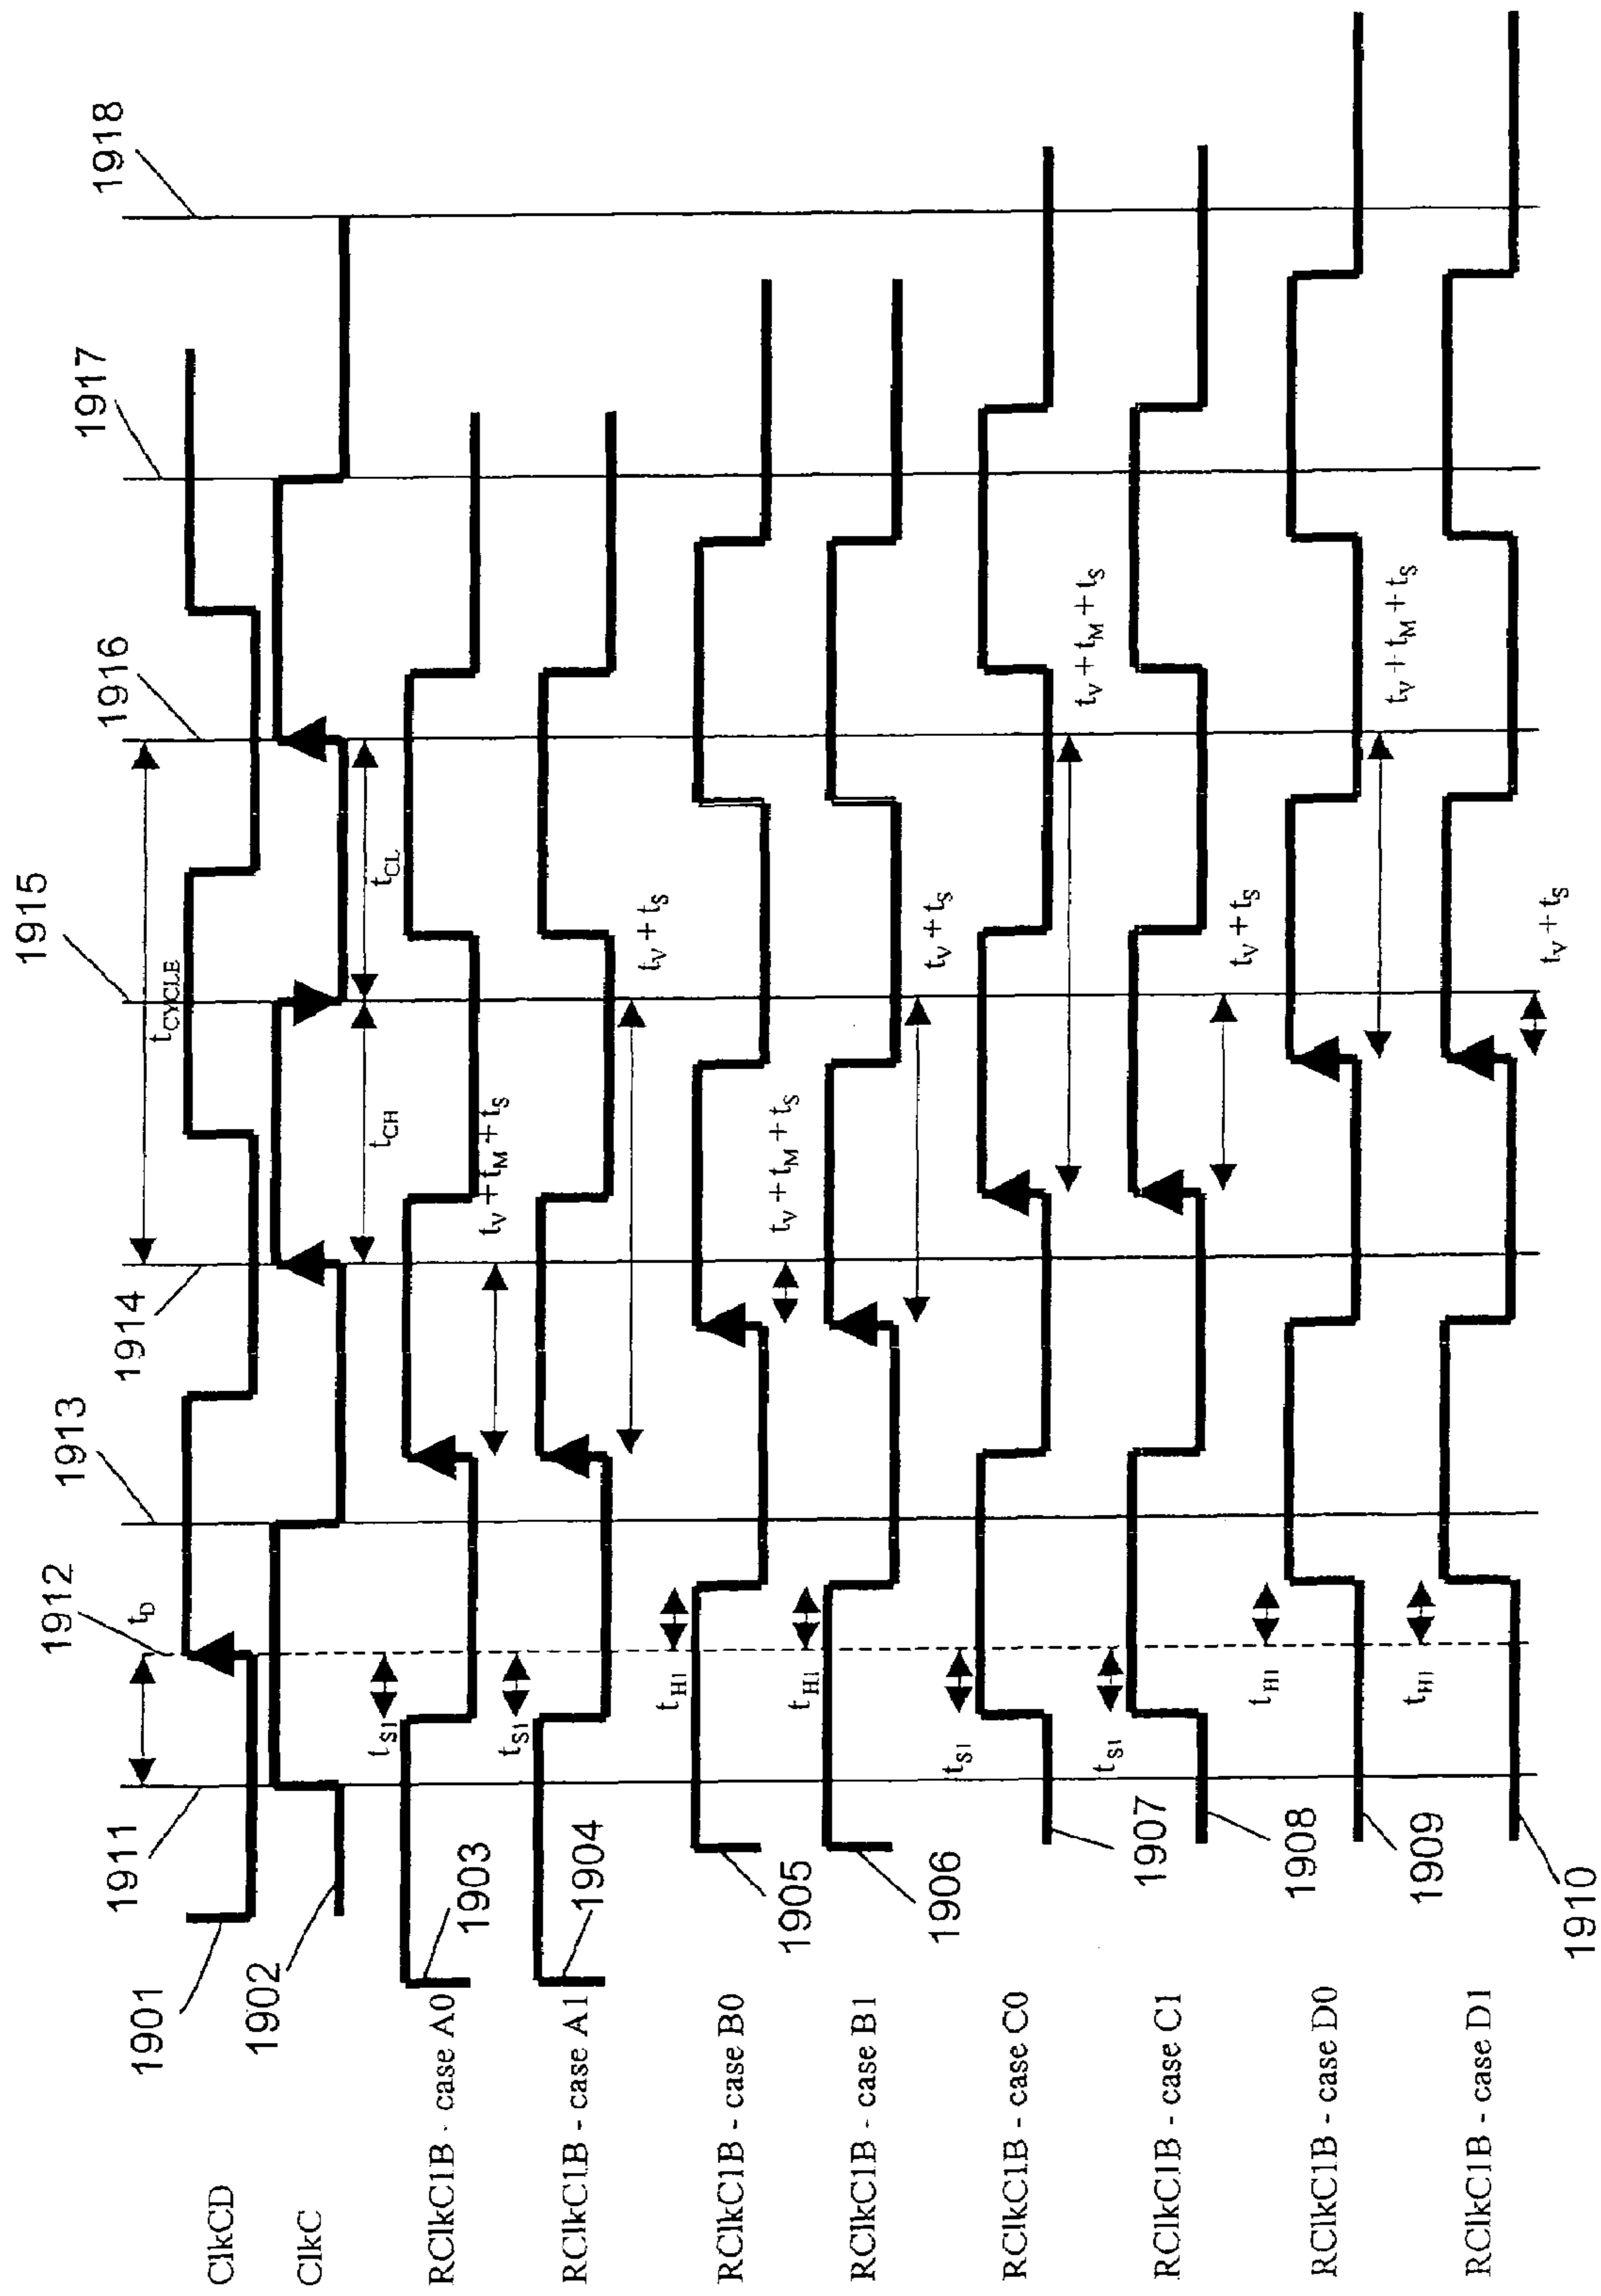 1911
1912
1913
1914
1915
1916
1917
1918
t_D
t_CYCLE
ClkCD
1901
ClkC
1902
t_CH
t_CL
RClkC1B - case A0
1903
t_S1
t_V + t_M + t_S
RClkC1B - case A1
1904
t_S1
t_V + t_S
RClkC1B - case B0
1905
t_H1
t_V + t_M + t_S
RClkC1B - case B1
1906
t_H1
t_V + t_S
RClkC1B - case C0
1907
t_S1
t_V + t_M + t_S
RClkC1B - case C1
1908
t_S1
t_V + t_S
RClkC1B - case D0
1909
t_H1
t_V + t_M + t_S
RClkC1B - case D1
1910
t_H1
t_V + t_S